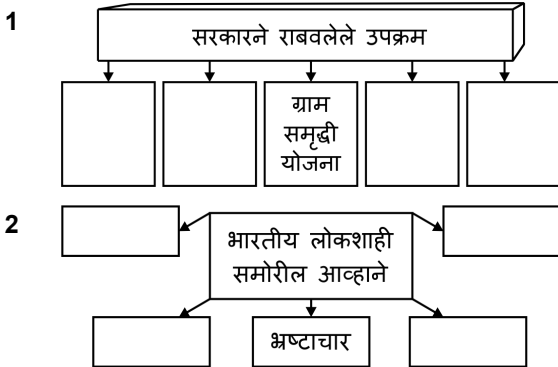 1
सरकारने राबवलेले उपक्रम
ग्राम
समृद्धी
योजना
2
भारतीय लोकशाही
समोरील आव्हाने
भ्रष्टाचार